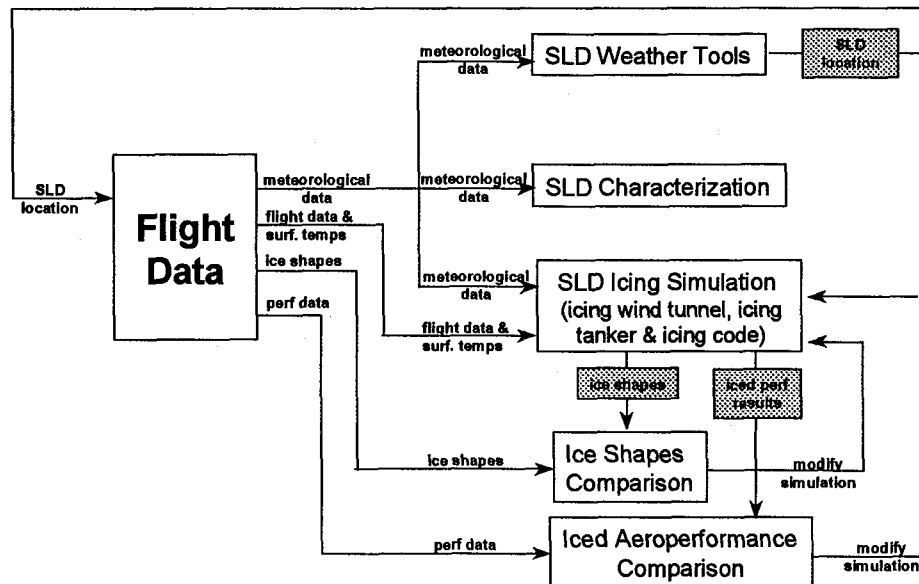 meteorological
data
SLD Weather Tools
SLD
location
SLD
location
Flight
Data
meteorological
data
meteorological
data
SLD Characterization
flight data &
surf. temps
ice shapes
perf data
meteorological
data
SLD Icing Simulation
(icing wind tunnel, icing
tanker & icing code)
flight data &
surf. temps
ice shapes
iced perf
results
ice shapes
Ice Shapes
Comparison
modify
simulation
perf data
Iced Aeroperformance
Comparison
modify
simulation